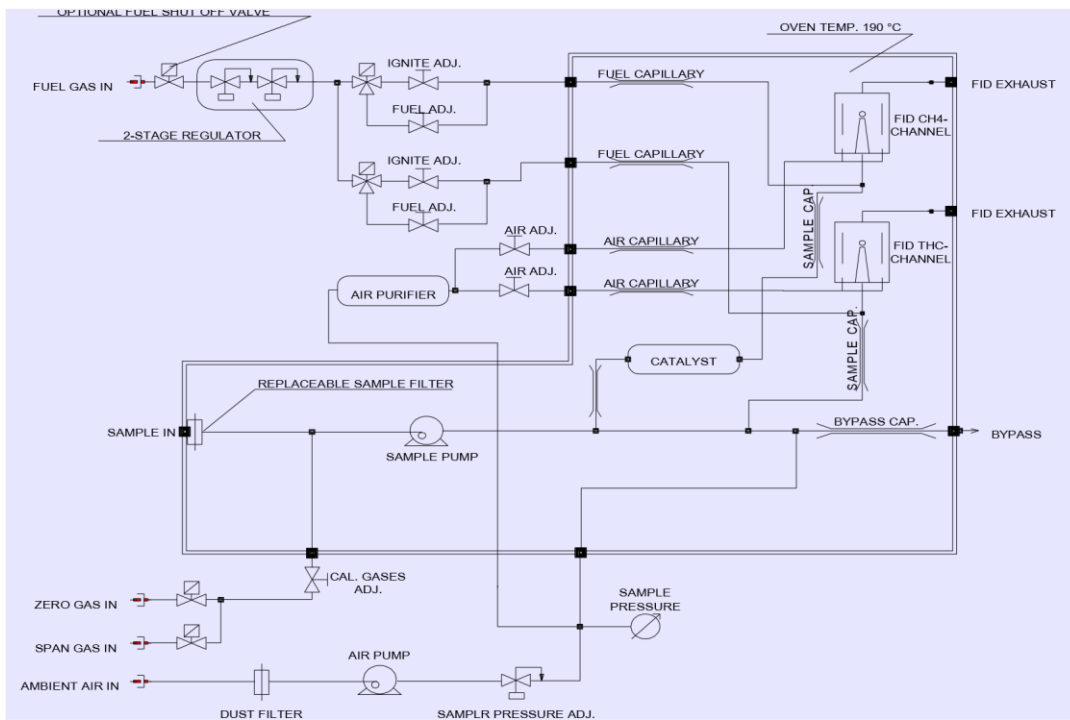 OPTIONAL FUEL SHUT OFF VALVE
OVEN TEMP. 190 °C
IGNITE ADJ.
FUEL CAPILLARY
FUEL GAS IN
FID EXHAUST
FUEL ADJ.
FID CH4-
CHANNEL
2-STAGE REGULATOR
IGNITE ADJ.
FUEL CAPILLARY
FUEL ADJ.
SAMPLE CAP.
FID EXHAUST
AIR ADJ.
AIR CAPILLARY
FID THC-
CHANNEL
AIR ADJ.
AIR CAPILLARY
AIR PURIFIER
SAMPLE CAP.
CATALYST
REPLACEABLE SAMPLE FILTER
BYPASS CAP.
SAMPLE IN
BYPASS
SAMPLE PUMP
CAL. GASES
ADJ.
SAMPLE
PRESSURE
ZERO GAS IN
SPAN GAS IN
AIR PUMP
AMBIENT AIR IN
DUST FILTER
SAMPLR PRESSURE ADJ.